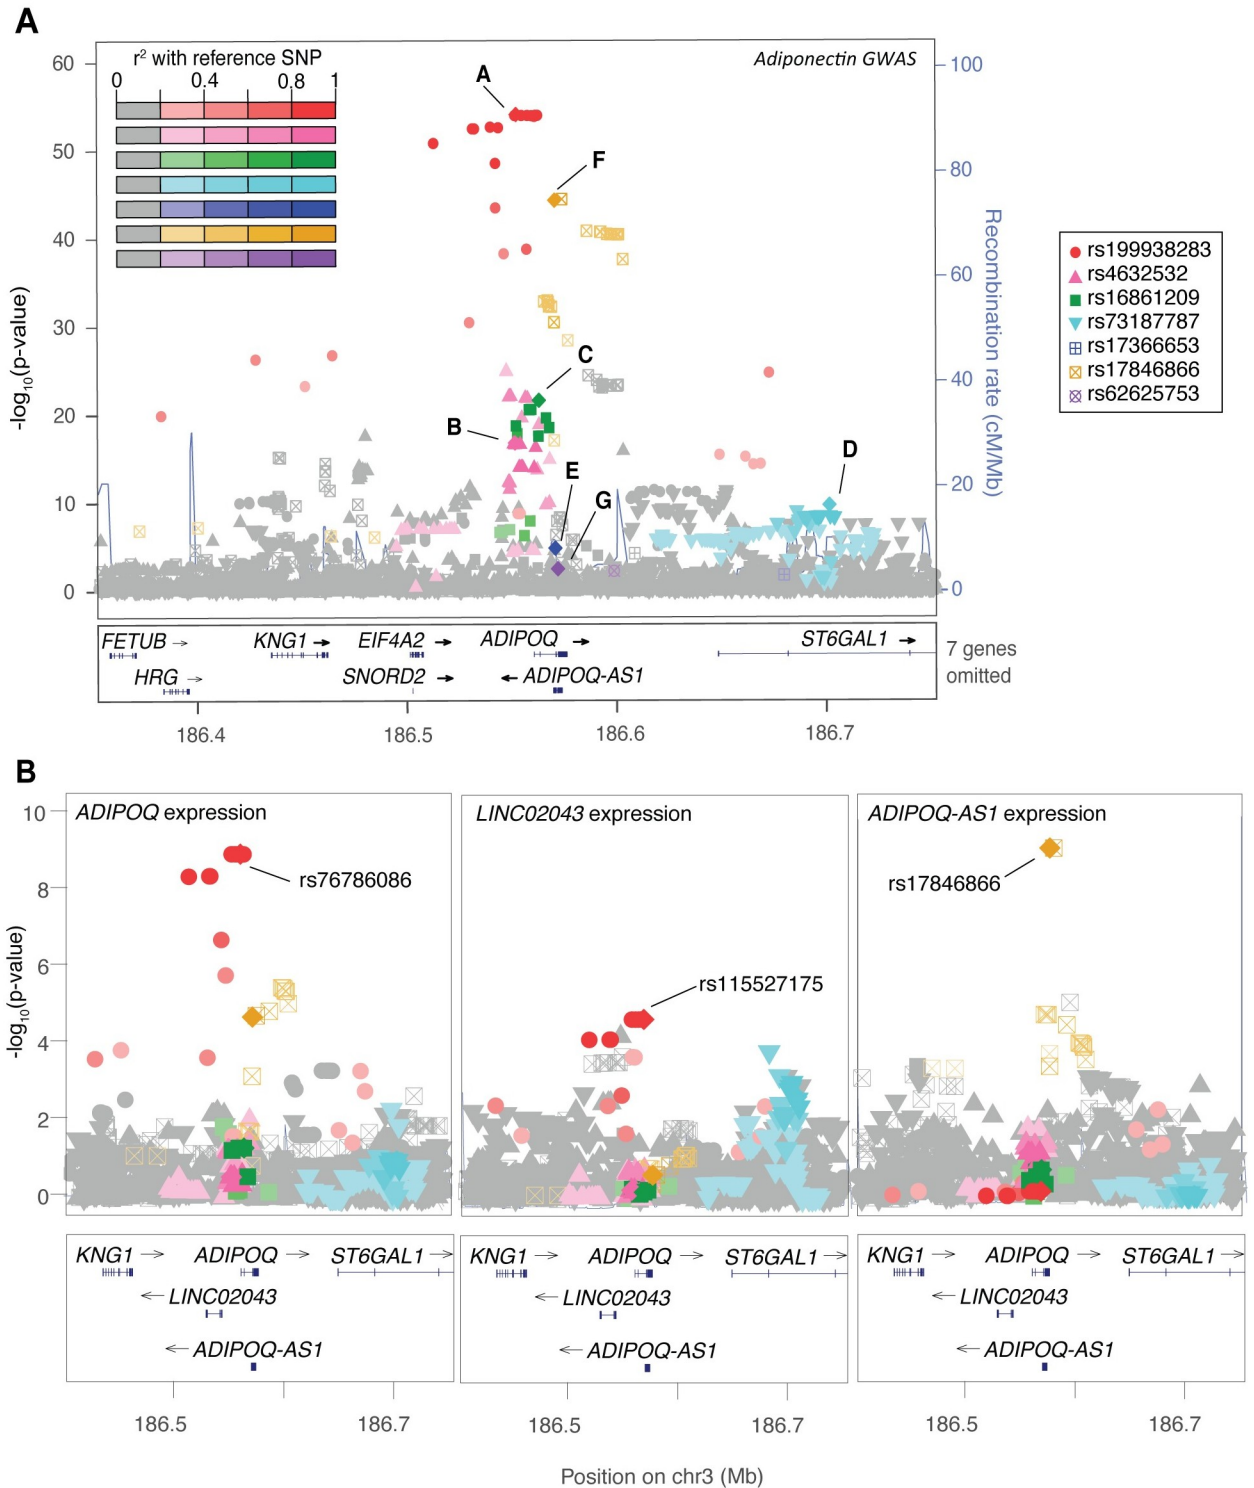 A
r² with reference SNP
0 0.4 0.8 1
Adiponectin GWAS
60
50
40
30
20
10
0
-log10(p-value)
100
80
60
40
20
0
Recombination rate (cM/Mb)
A
F
C
B
E
D
G
rs199938283
rs4632532
rs16861209
rs73187787
rs17366653
rs17846866
rs62625753
FETUB → KNG1 → EIF4A2 → ADIPOQ → ST6GAL1 →
HRG → SNORD2 → ← ADIPOQ-AS1
7 genes
omitted
186.4 186.5 186.6 186.7
B
ADIPOQ expression
LINC02043 expression
ADIPOQ-AS1 expression
10
8
6
4
2
0
-log10(p-value)
rs76786086
rs115527175
rs17846866
KNG1 → ADIPOQ → ST6GAL1 →
← LINC02043
← ADIPOQ-AS1
KNG1 → ADIPOQ → ST6GAL1 →
← LINC02043
← ADIPOQ-AS1
KNG1 → ADIPOQ → ST6GAL1 →
← LINC02043
← ADIPOQ-AS1
186.5 186.7 186.5 186.7 186.5 186.7
Position on chr3 (Mb)